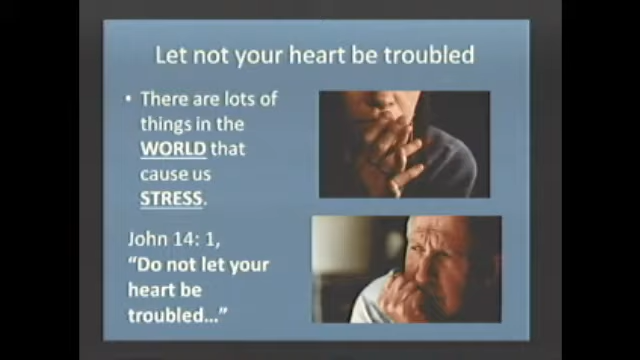 Let not your heart be troubled
• There are lots of
things in the
WORLD that
cause us
STRESS.
John 14: 1,
“Do not let your
heart be
troubled...”